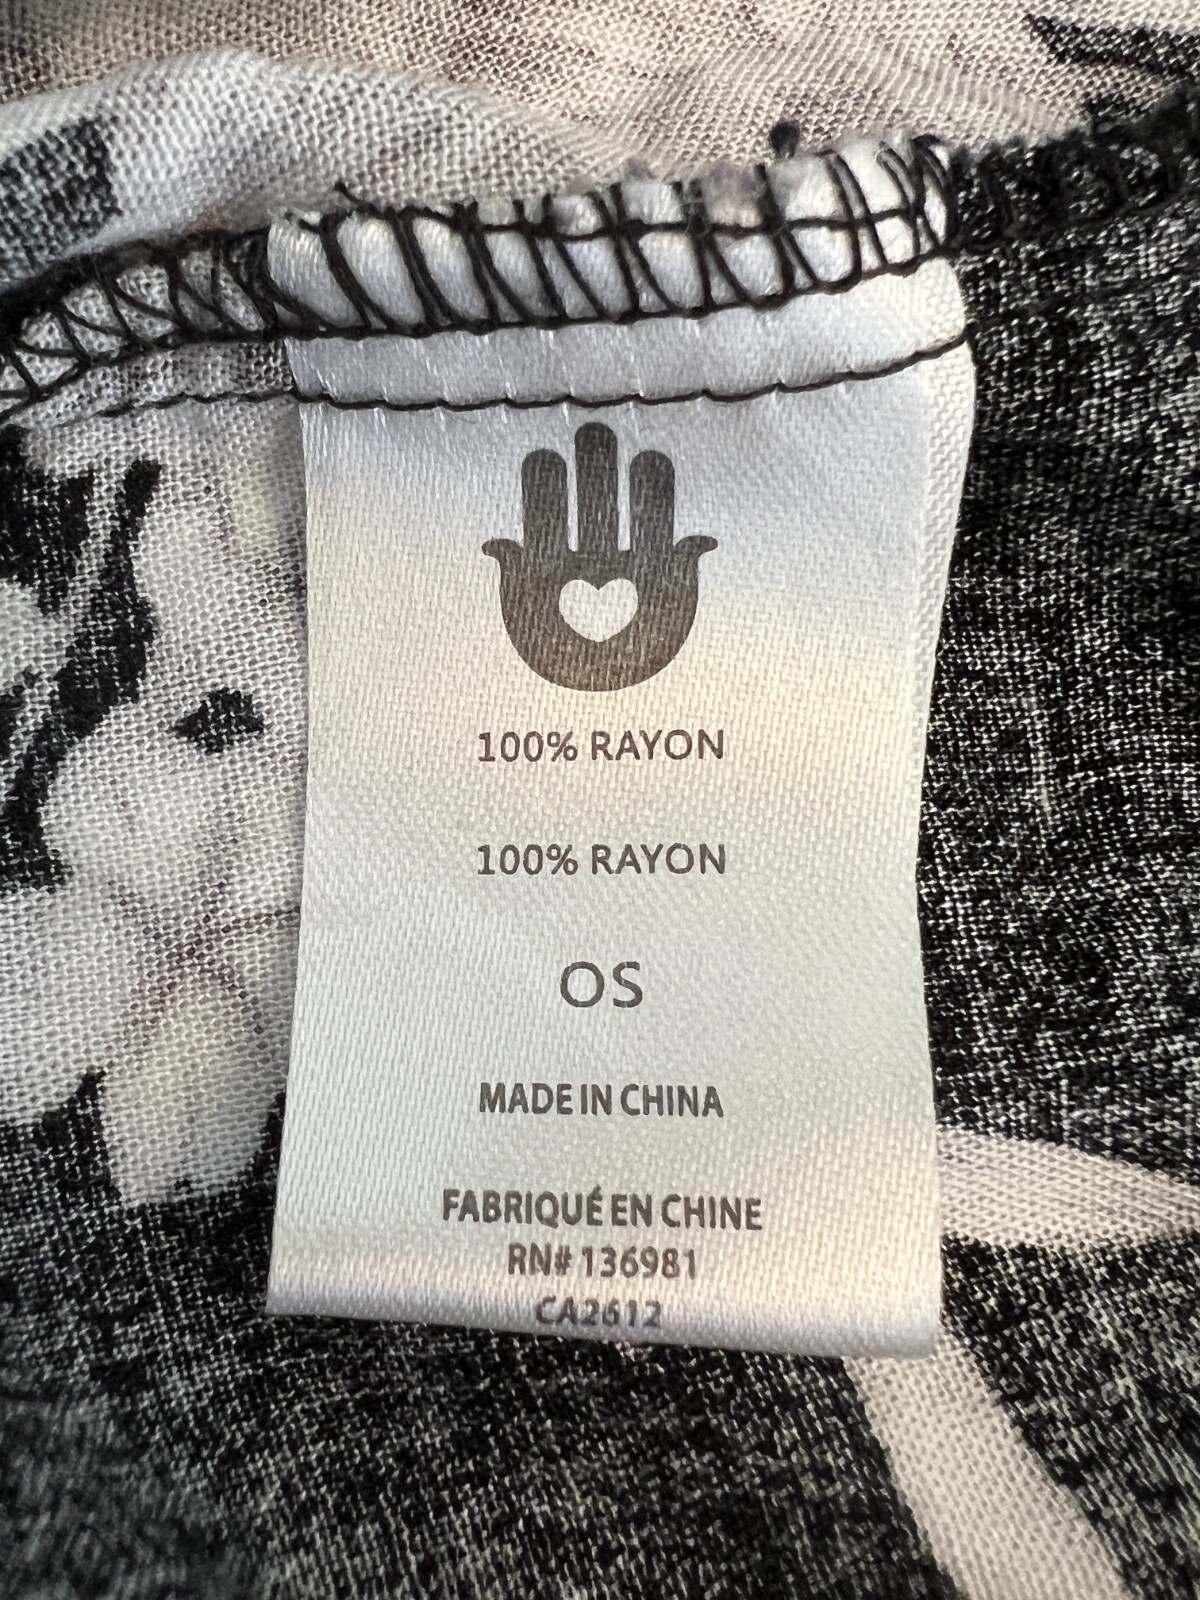 100% RAYON
100% RAYON
OS
MADE IN CHINA
FABRIQUÉ EN CHINE
RN# 136981
CA2612